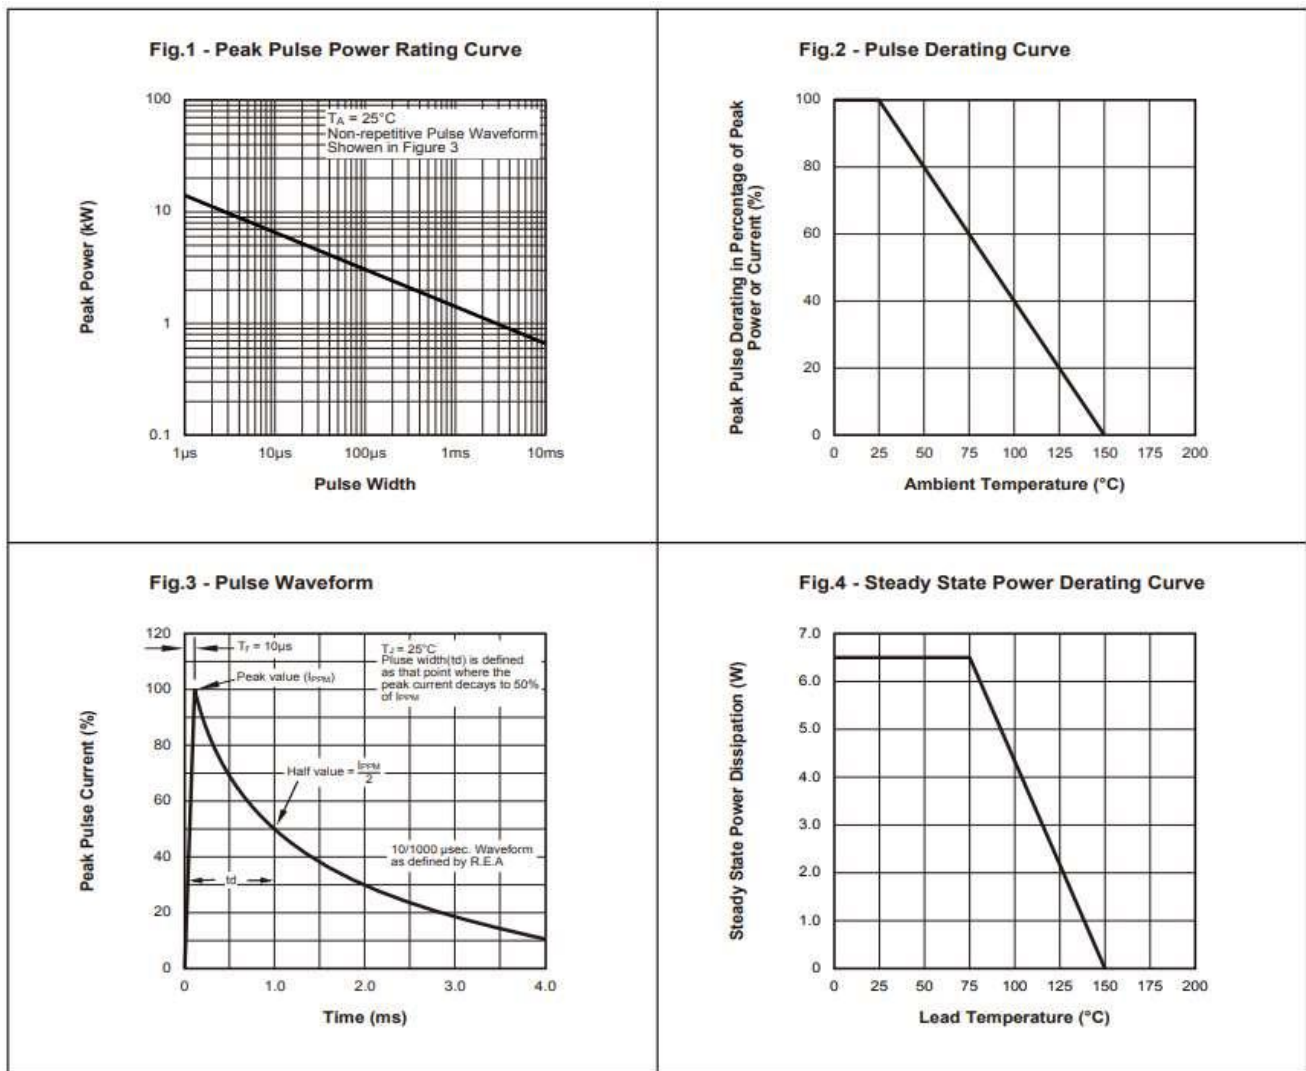 Fig.1 - Peak Pulse Power Rating Curve
Peak Power (kW)
100
10
1
0.1
TA = 25°C
Non-repetitive Pulse Waveform
Showen in Figure 3
1µs 10µs 100µs 1ms 10ms
Pulse Width
Fig.2 - Pulse Derating Curve
Peak Pulse Derating in Percentage of Peak
Power or Current (%)
100
80
60
40
20
0
0 25 50 75 100 125 150 175 200
Ambient Temperature (°C)
Fig.3 - Pulse Waveform
Peak Pulse Current (%)
120
100
80
60
40
20
0
Tr = 10µs
Peak value (IPPM)
TJ = 25°C
Pluse width(td) is defined
as that point where the
peak current decays to 50%
of IPPM
Half value = IPPM
2
10/1000 µsec. Waveform
as defined by R.E.A
td
0 1.0 2.0 3.0 4.0
Time (ms)
Fig.4 - Steady State Power Derating Curve
Steady State Power Dissipation (W)
7.0
6.0
5.0
4.0
3.0
2.0
1.0
0
0 25 50 75 100 125 150 175 200
Lead Temperature (°C)